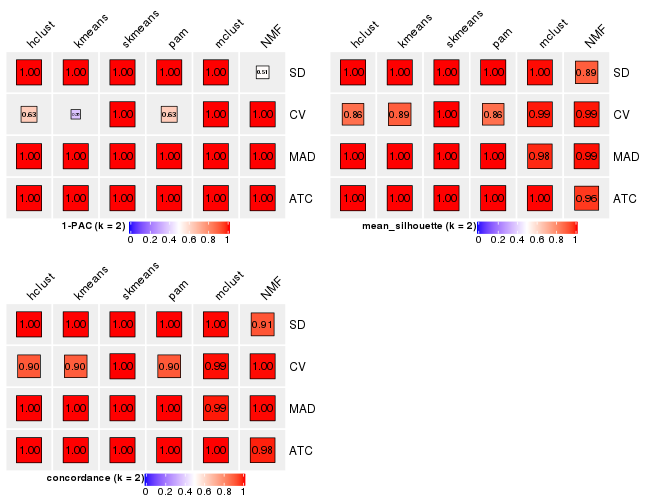 hclust kmeans skmeans pam mclust NMF
1.00 1.00 1.00 1.00 1.00 0.51 SD
0.63 1.00 0.63 1.00 1.00 CV
1.00 1.00 1.00 1.00 1.00 1.00 MAD
1.00 1.00 1.00 1.00 1.00 1.00 ATC
1-PAC (k = 2)
0 0.2 0.4 0.6 0.8 1
hclust kmeans skmeans pam mclust NMF
1.00 1.00 1.00 1.00 1.00 0.89 SD
0.86 0.89 1.00 0.86 0.99 0.99 CV
1.00 1.00 1.00 1.00 0.98 0.99 MAD
1.00 1.00 1.00 1.00 1.00 0.96 ATC
mean_silhouette (k = 2)
0 0.2 0.4 0.6 0.8 1
hclust kmeans skmeans pam mclust NMF
1.00 1.00 1.00 1.00 1.00 0.91 SD
0.90 0.90 1.00 0.90 0.99 1.00 CV
1.00 1.00 1.00 1.00 0.99 1.00 MAD
1.00 1.00 1.00 1.00 1.00 0.98 ATC
concordance (k = 2)
0 0.2 0.4 0.6 0.8 1